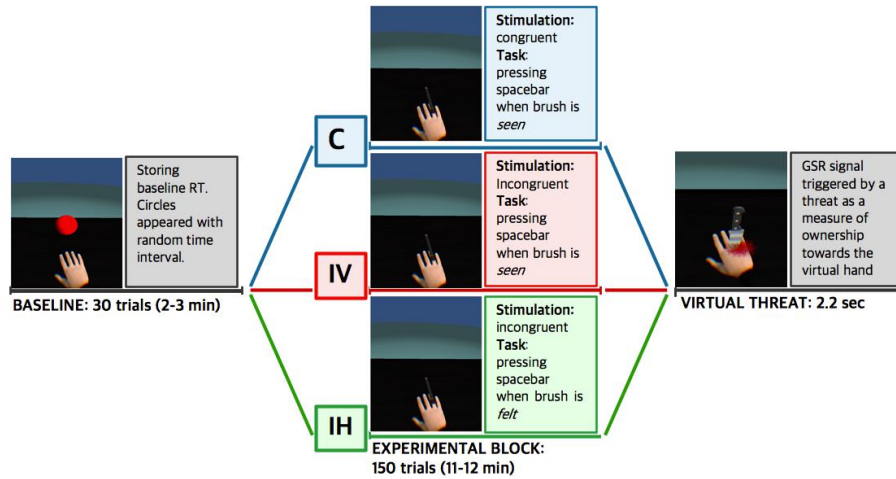 Storing
baseline RT.
Circles
appeared with
random time
interval.
BASELINE: 30 trials (2-3 min)
C
Stimulation:
congruent
Task:
pressing
spacebar
when brush is
seen
IV
Stimulation:
Incongruent
Task:
pressing
spacebar
when brush is
seen
IH
Stimulation:
incongruent
Task:
pressing
spacebar
when brush is
felt
EXPERIMENTAL BLOCK:
150 trials (11-12 min)
GSR signal
triggered by a
threat as a
measure of
ownership
towards the
virtual hand
VIRTUAL THREAT: 2.2 sec